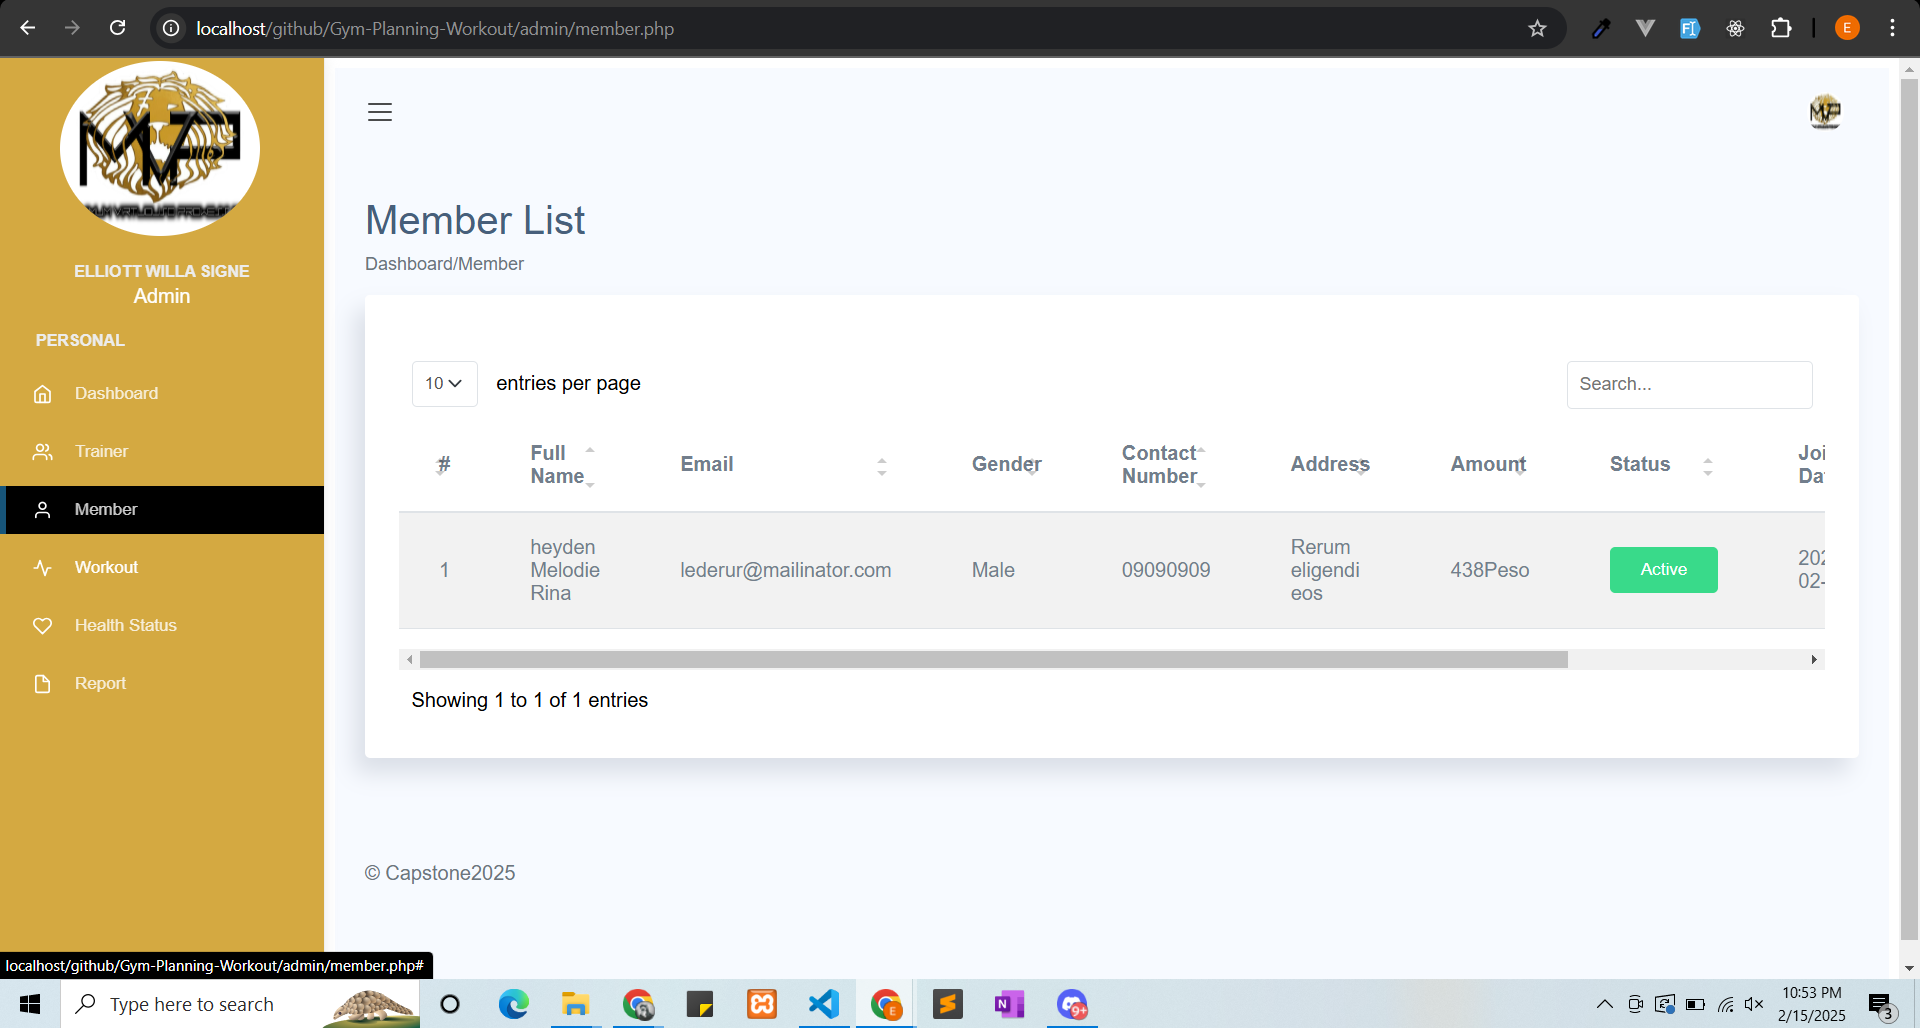 localhost/github/Gym-Planning-Workout/admin/member.php
E
MVP
ELLIOTT WILLA SIGNE
Admin
PERSONAL
Dashboard
Trainer
Member
Workout
Health Status
Report
MVP
Member List
Dashboard/Member
10 entries per page
Search...
# Full Name Email Gender Contact Number Address Amount Status Joi Da
1 heyden Melodie Rina lederur@mailinator.com Male 09090909 Rerum eligendi eos 438Peso Active 202 02-
Showing 1 to 1 of 1 entries
© Capstone2025
localhost/github/Gym-Planning-Workout/admin/member.php#
Type here to search
E
N
9+
10:53 PM
2/15/2025
3